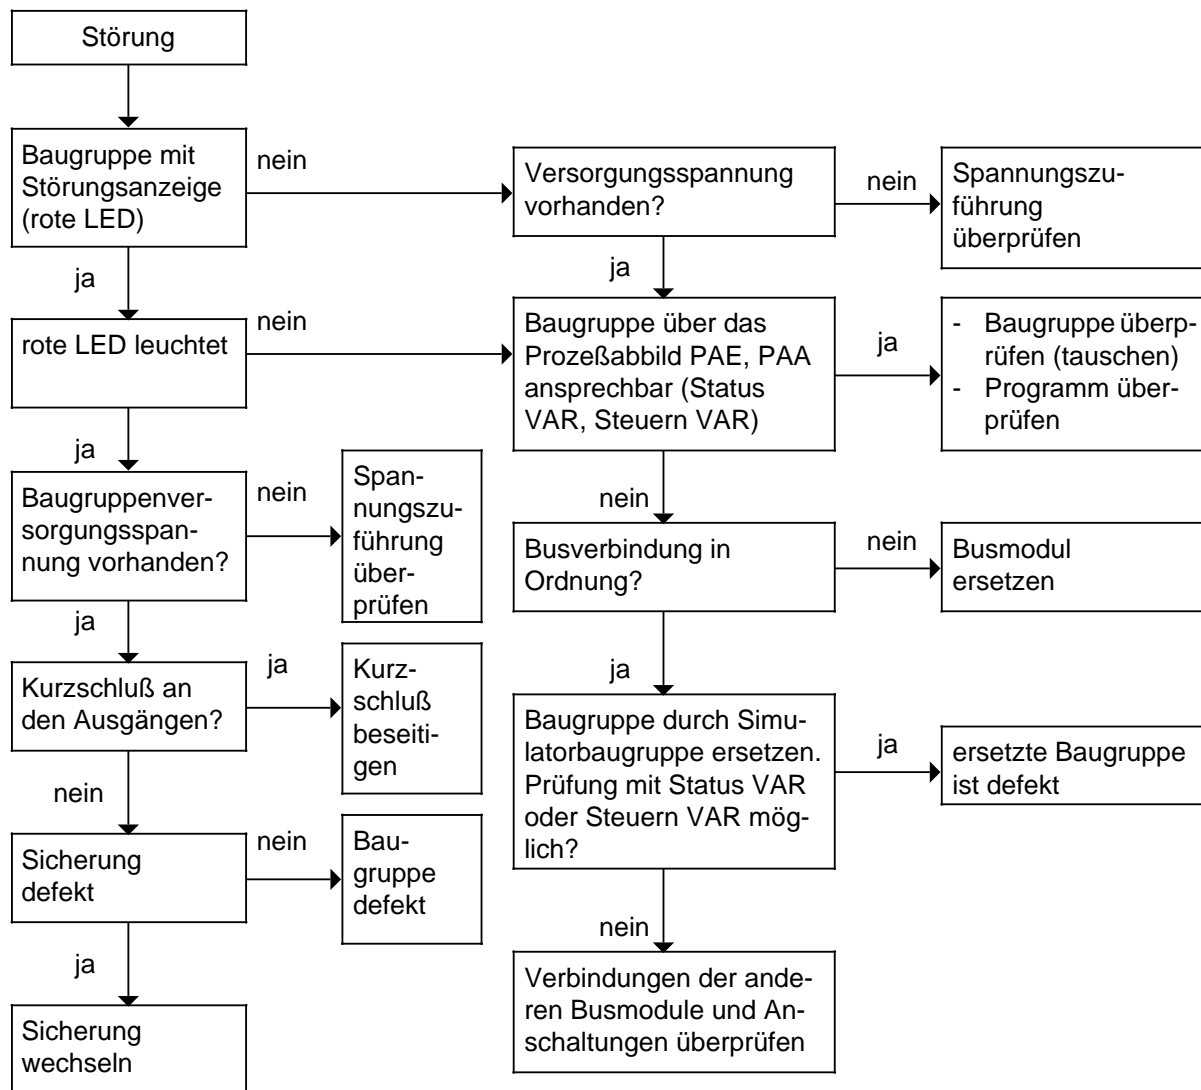 Störung
Baugruppe mit
Störungsanzeige
(rote LED)
nein
Versorgungsspannung
vorhanden?
nein
Spannungszu-
führung
überprüfen
ja
ja
rote LED leuchtet
nein
Baugruppe über das
Prozeßabbild PAE, PAA
ansprechbar (Status
VAR, Steuern VAR)
ja
- Baugruppe überp-
rüfen (tauschen)
- Programm über-
prüfen
ja
Baugruppenver-
sorgungsspan-
nung vorhanden?
nein
Span-
nungszu-
führung
über-
prüfen
nein
Busverbindung in
Ordnung?
nein
Busmodul
ersetzen
ja
Kurzschluß an
den Ausgängen?
ja
Kurz-
schluß
beseiti-
gen
ja
Baugruppe durch Simu-
latorbaugruppe ersetzen.
Prüfung mit Status VAR
oder Steuern VAR mög-
lich?
ja
ersetzte Baugruppe
ist defekt
nein
Sicherung
defekt
nein
Bau-
gruppe
defekt
nein
Verbindungen der ande-
ren Busmodule und An-
schaltungen überprüfen
ja
Sicherung
wechseln